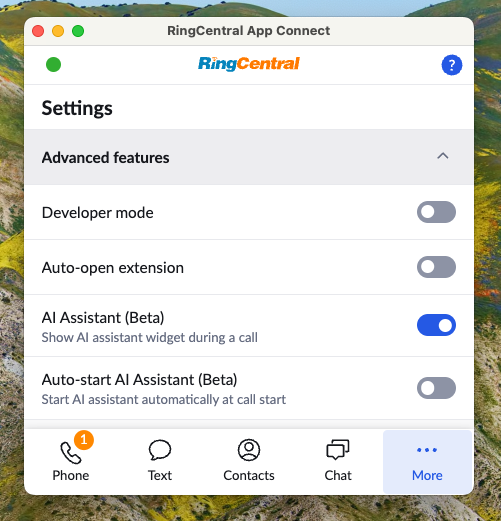 RingCentral App Connect
RingCentral
?
Settings
Advanced features
Developer mode
Auto-open extension
AI Assistant (Beta)
Show AI assistant widget during a call
Auto-start AI Assistant (Beta)
Start AI assistant automatically at call start
1
Phone
Text
Contacts
Chat
More